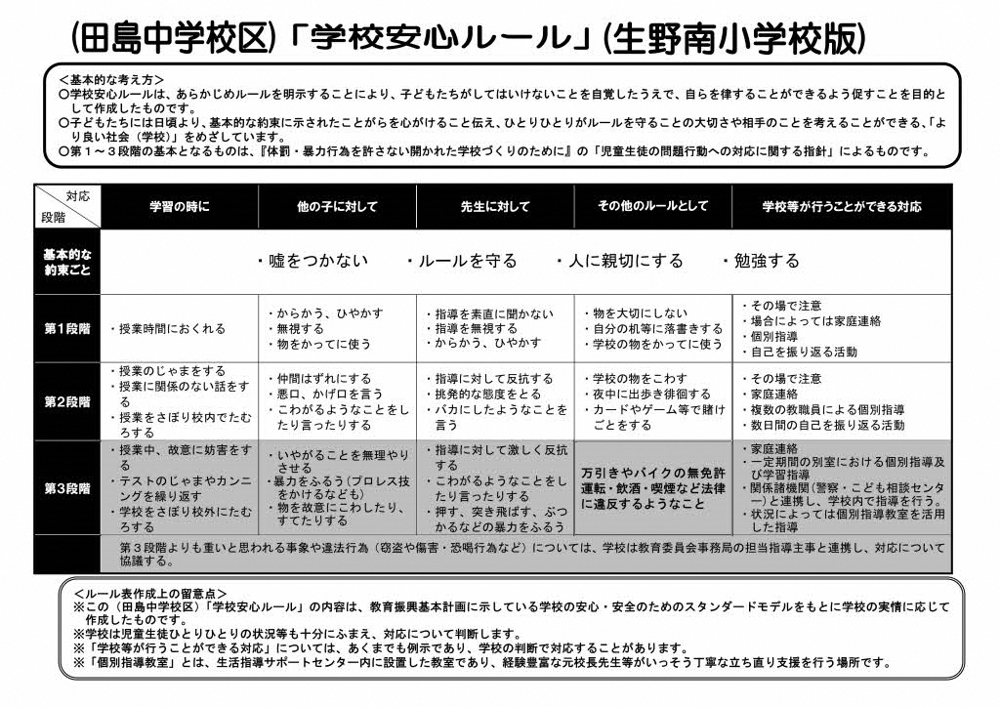 (田島中学校区)「学校安心ルール」(生野南小学校版)
＜基本的な考え方＞
〇学校安心ルールは、あらかじめルールを明示することにより、子どもたちがしてはいけないことを自覚したうえで、自らを律することができるよう促すことを目的と
して作成したものです。
〇子どもたちには日頃より、基本的な約束に示されたことがらを心がけること伝え、ひとりひとりがルールを守ることの大切さや相手のことを考えることができる、「よ
り良い社会（学校）」をめざしています。
〇第１～３段階の基本となるものは、『体罰・暴力行為を許さない開かれた学校づくりのために』の「児童生徒の問題行動への対応に関する指針」によるものです。
対応
段階
学習の時に
他の子に対して
先生に対して
その他のルールとして
学校等が行うことができる対応
基本的な
約束ごと
・嘘をつかない ・ルールを守る ・人に親切にする ・勉強する
第1段階
・授業時間におくれる
・からかう、ひやかす
・無視する
・物をかってに使う
・指導を素直に聞かない
・指導を無視する
・からかう、ひやかす
・物を大切にしない
・自分の机等に落書きする
・学校の物をかってに使う
・その場で注意
・場合によっては家庭連絡
・個別指導
・自己を振り返る活動
第2段階
・授業のじゃまをする
・授業に関係のない話をす
る
・授業をさぼり校内でたむ
ろする
・仲間はずれにする
・悪口、かげ口を言う
・こわがるようなことをし
たり言ったりする
・指導に対して反抗する
・挑発的な態度をとる
・バカにしたようなことを
言う
・学校の物をこわす
・夜中に出歩き徘徊する
・カードやゲーム等で賭け
ごとをする
・その場で注意
・家庭連絡
・複数の教職員による個別指導
・数日間の自己を振り返る活動
第3段階
・授業中、故意に妨害をす
る
・テストのじゃまやカンニ
ングを繰り返す
・学校をさぼり校外にたむ
ろする
・いやがることを無理やり
させる
・暴力をふるう(プロレス技
をかけるなども)
・物を故意にこわしたり、
すてたりする
・指導に対して激しく反抗
する
・こわがるようなことをし
たり言ったりする
・押す、突き飛ばす、ぶつ
かるなどの暴力をふるう
万引きやバイクの無免許
運転・飲酒・喫煙など法律
に違反するようなこと
・家庭連絡
・一定期間の別室における個別指導及
び学習指導
・関係諸機関(警察・こども相談センタ
ー)と連携し、学校内で指導を行う。
・状況によっては個別指導教室を活用
した指導
第３段階よりも重いと思われる事象や違法行為（窃盗や傷害・恐喝行為など）については、学校は教育委員会事務局の担当指導主事と連携し、対応について
協議する。
＜ルール表作成上の留意点＞
※この（田島中学校区）「学校安心ルール」の内容は、教育振興基本計画に示している学校の安心・安全のためのスタンダードモデルをもとに学校の実情に応じて
作成したものです。
※学校は児童生徒ひとりひとりの状況等も十分にふまえ、対応について判断します。
※「学校等が行うことができる対応」については、あくまでも例示であり、学校の判断で対応することがあります。
※「個別指導教室」とは、生活指導サポートセンター内に設置した教室であり、経験豊富な元校長先生等がいっそう丁寧な立ち直り支援を行う場所です。